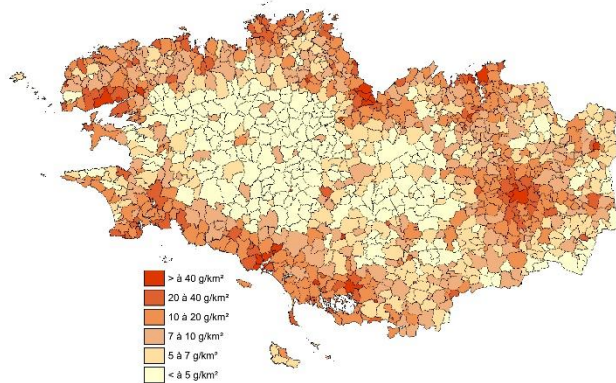 > à 40 g/km²
20 à 40 g/km²
10 à 20 g/km²
7 à 10 g/km²
5 à 7 g/km²
< à 5 g/km²